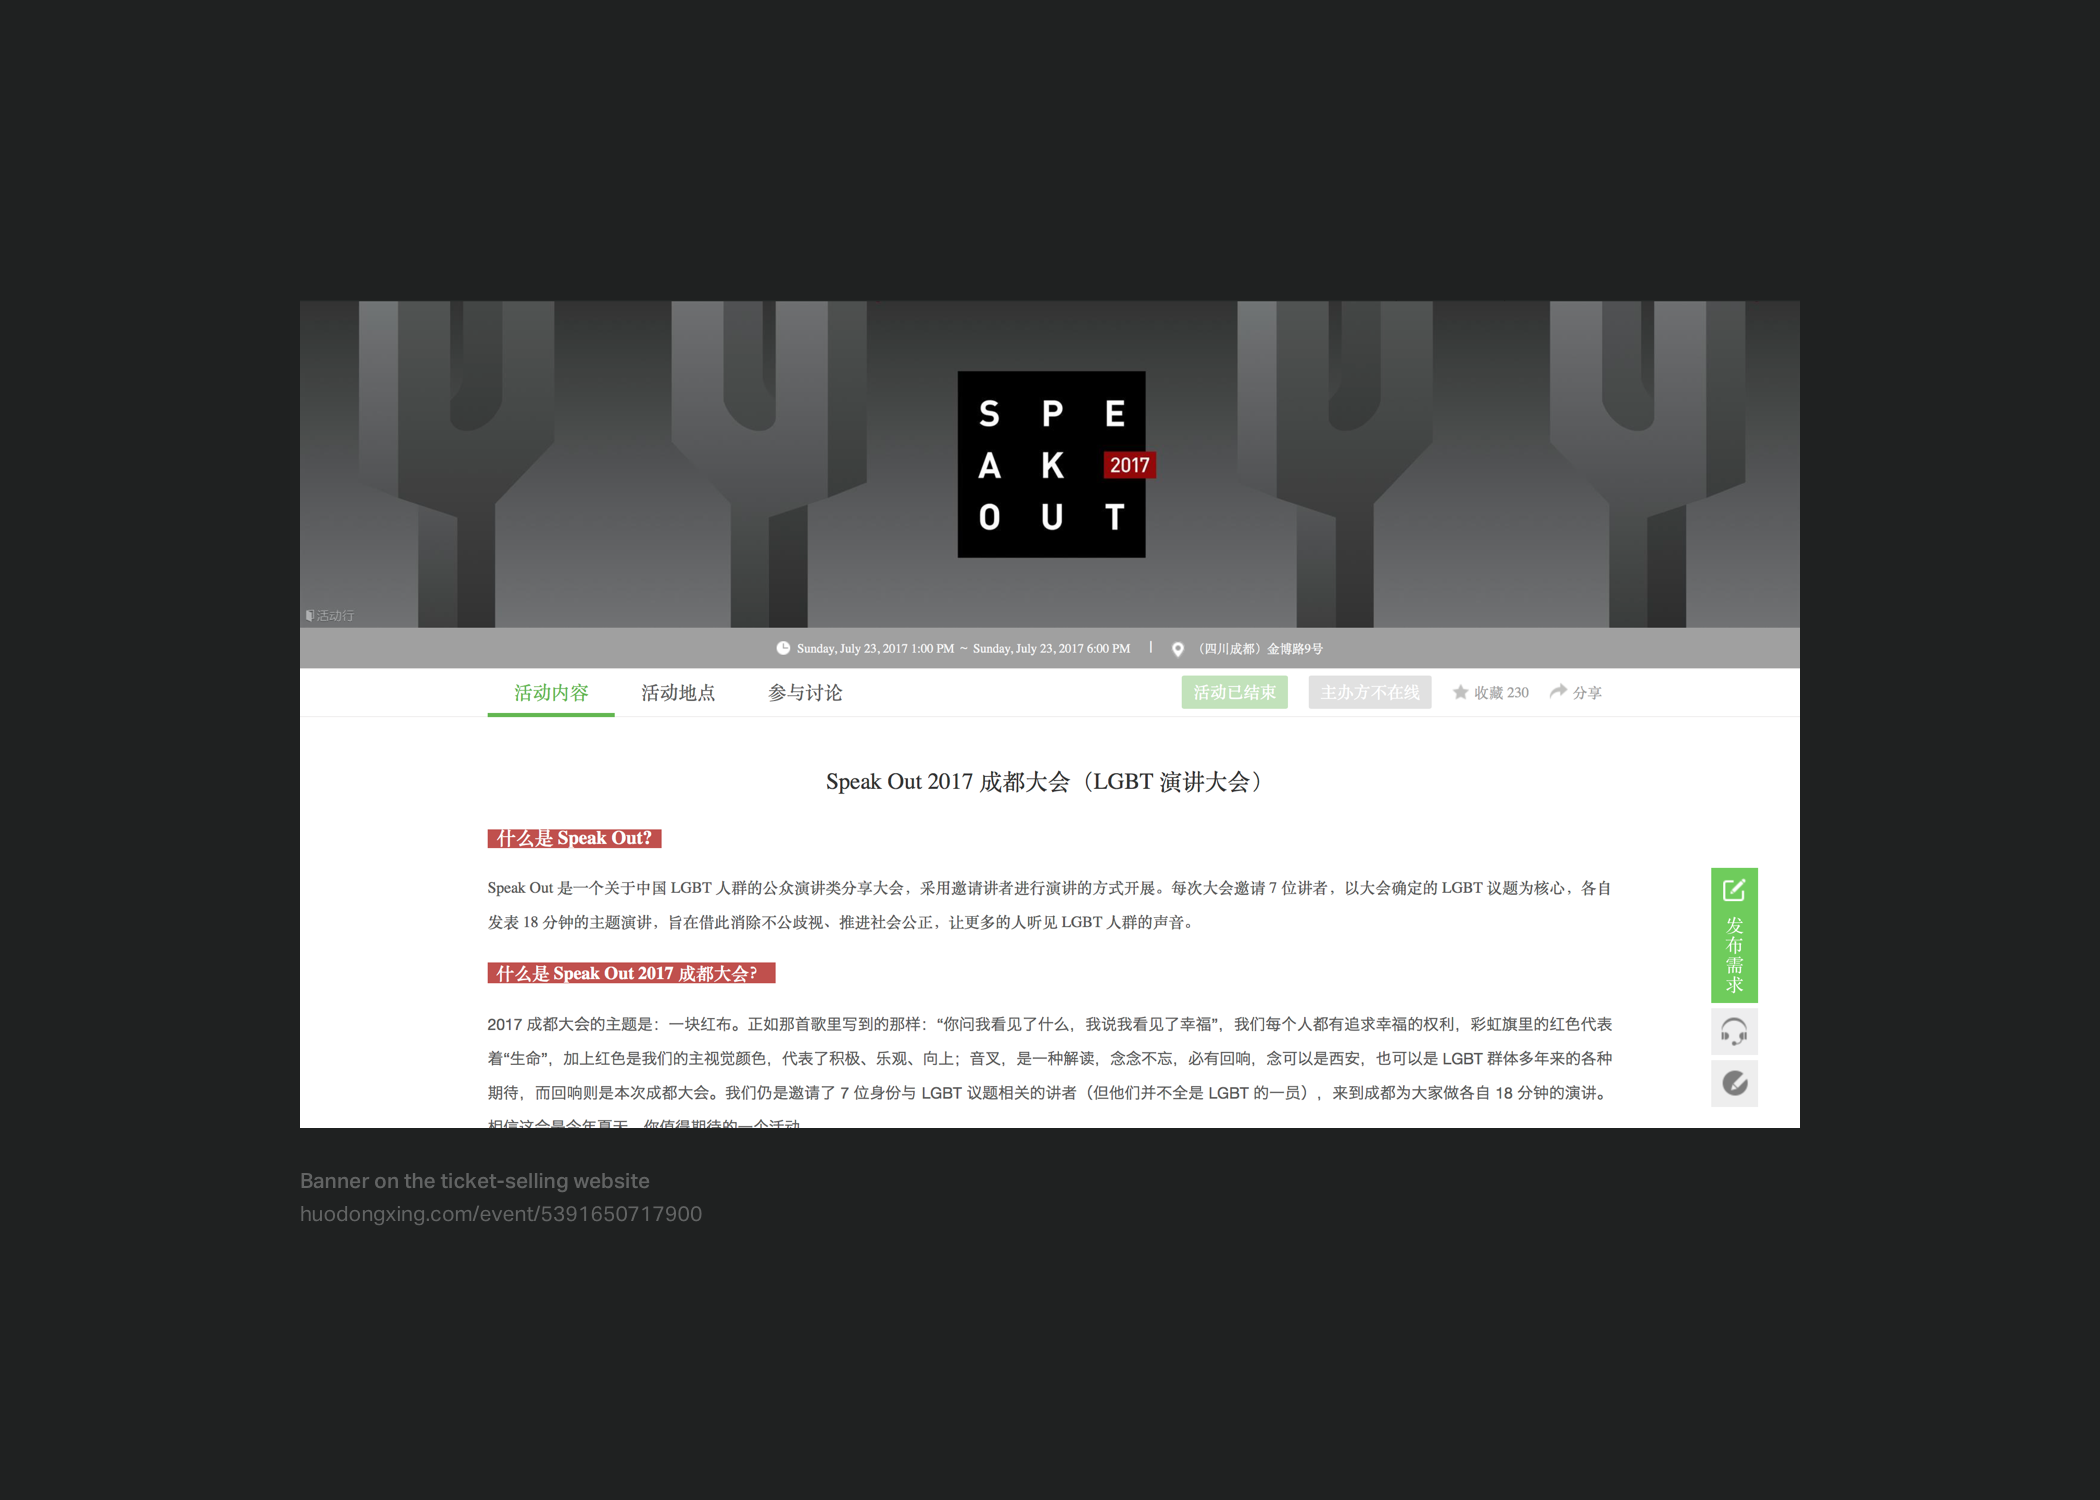 S P E
A K 2017
O U T
活动行
Sunday, July 23, 2017 1:00 PM ~ Sunday, July 23, 2017 6:00 PM | （四川成都）金博路9号
活动内容 活动地点 参与讨论 活动已结束 主办方不在线 收藏 230 分享
Speak Out 2017 成都大会（LGBT 演讲大会）
什么是 Speak Out?
Speak Out 是一个关于中国 LGBT 人群的公众演讲类分享大会，采用邀请讲者进行演讲的方式开展。每次大会邀请 7 位讲者，以大会确定的 LGBT 议题为核心，各自
发表 18 分钟的主题演讲，旨在借此消除不公歧视、推进社会公正，让更多的人听见 LGBT 人群的声音。
什么是 Speak Out 2017 成都大会？
2017 成都大会的主题是：一块红布。正如那首歌里写到的那样：“你问我看见了什么，我说我看见了幸福”，我们每个人都有追求幸福的权利，彩虹旗里的红色代表
着“生命”，加上红色是我们的主视觉颜色，代表了积极、乐观、向上；音叉，是一种解读，念念不忘，必有回响，念可以是西安，也可以是 LGBT 群体多年来的各种
期待，而回响则是本次成都大会。我们仍是邀请了 7 位身份与 LGBT 议题相关的讲者（但他们并不全是 LGBT 的一员），来到成都为大家做各自 18 分钟的演讲。
相信这会是今年夏天，你值得期待的一个活动
发布需求
Banner on the ticket-selling website
huodongxing.com/event/5391650717900